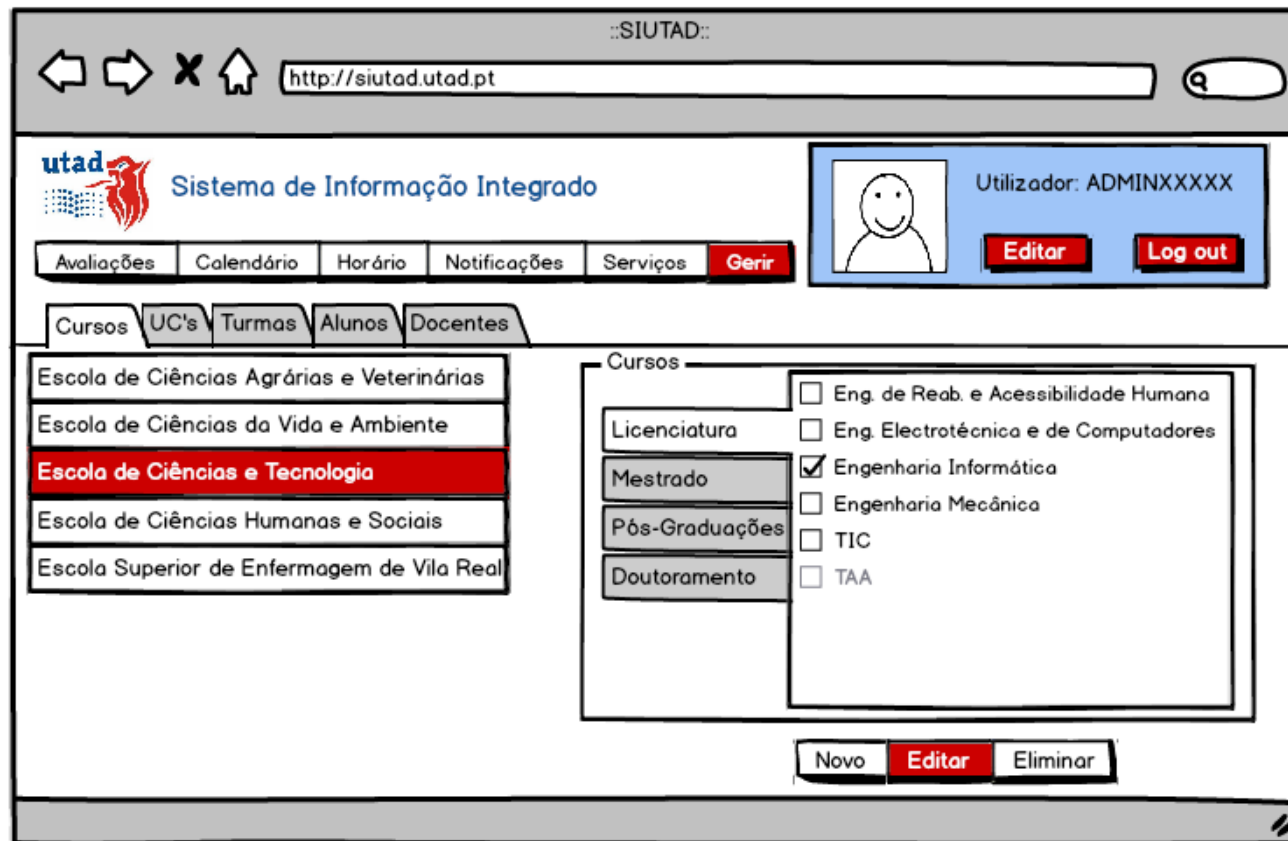 ::SIUTAD::
http://siutad.utad.pt
utad
Sistema de Informação Integrado
Utilizador: ADMINXXXXX
Editar
Log out
Avaliações
Calendário
Horário
Notificações
Serviços
Gerir
Cursos
UC's
Turmas
Alunos
Docentes
Escola de Ciências Agrárias e Veterinárias
Escola de Ciências da Vida e Ambiente
Escola de Ciências e Tecnologia
Escola de Ciências Humanas e Sociais
Escola Superior de Enfermagem de Vila Real
Cursos
Licenciatura
Mestrado
Pós-Graduações
Doutoramento
Eng. de Reab. e Acessibilidade Humana
Eng. Electrotécnica e de Computadores
Engenharia Informática
Engenharia Mecânica
TIC
TAA
Novo
Editar
Eliminar